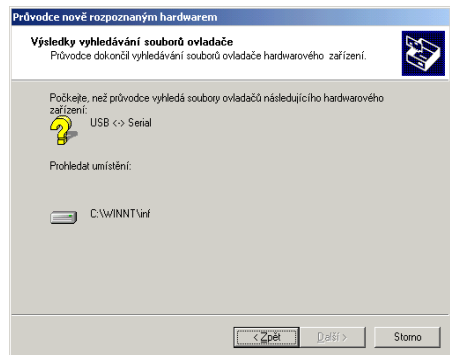 Průvodce nově rozpoznaným hardwarem
Výsledky vyhledávání souborů ovladače
Průvodce dokončil vyhledávání souborů ovladače hardwarového zařízení.
Počkejte, než průvodce vyhledá soubory ovladačů následujícího hardwarového
zařízení:
USB <-> Serial
Prohledat umístění:
C:\WINNT\inf
< Zpět
Další >
Storno